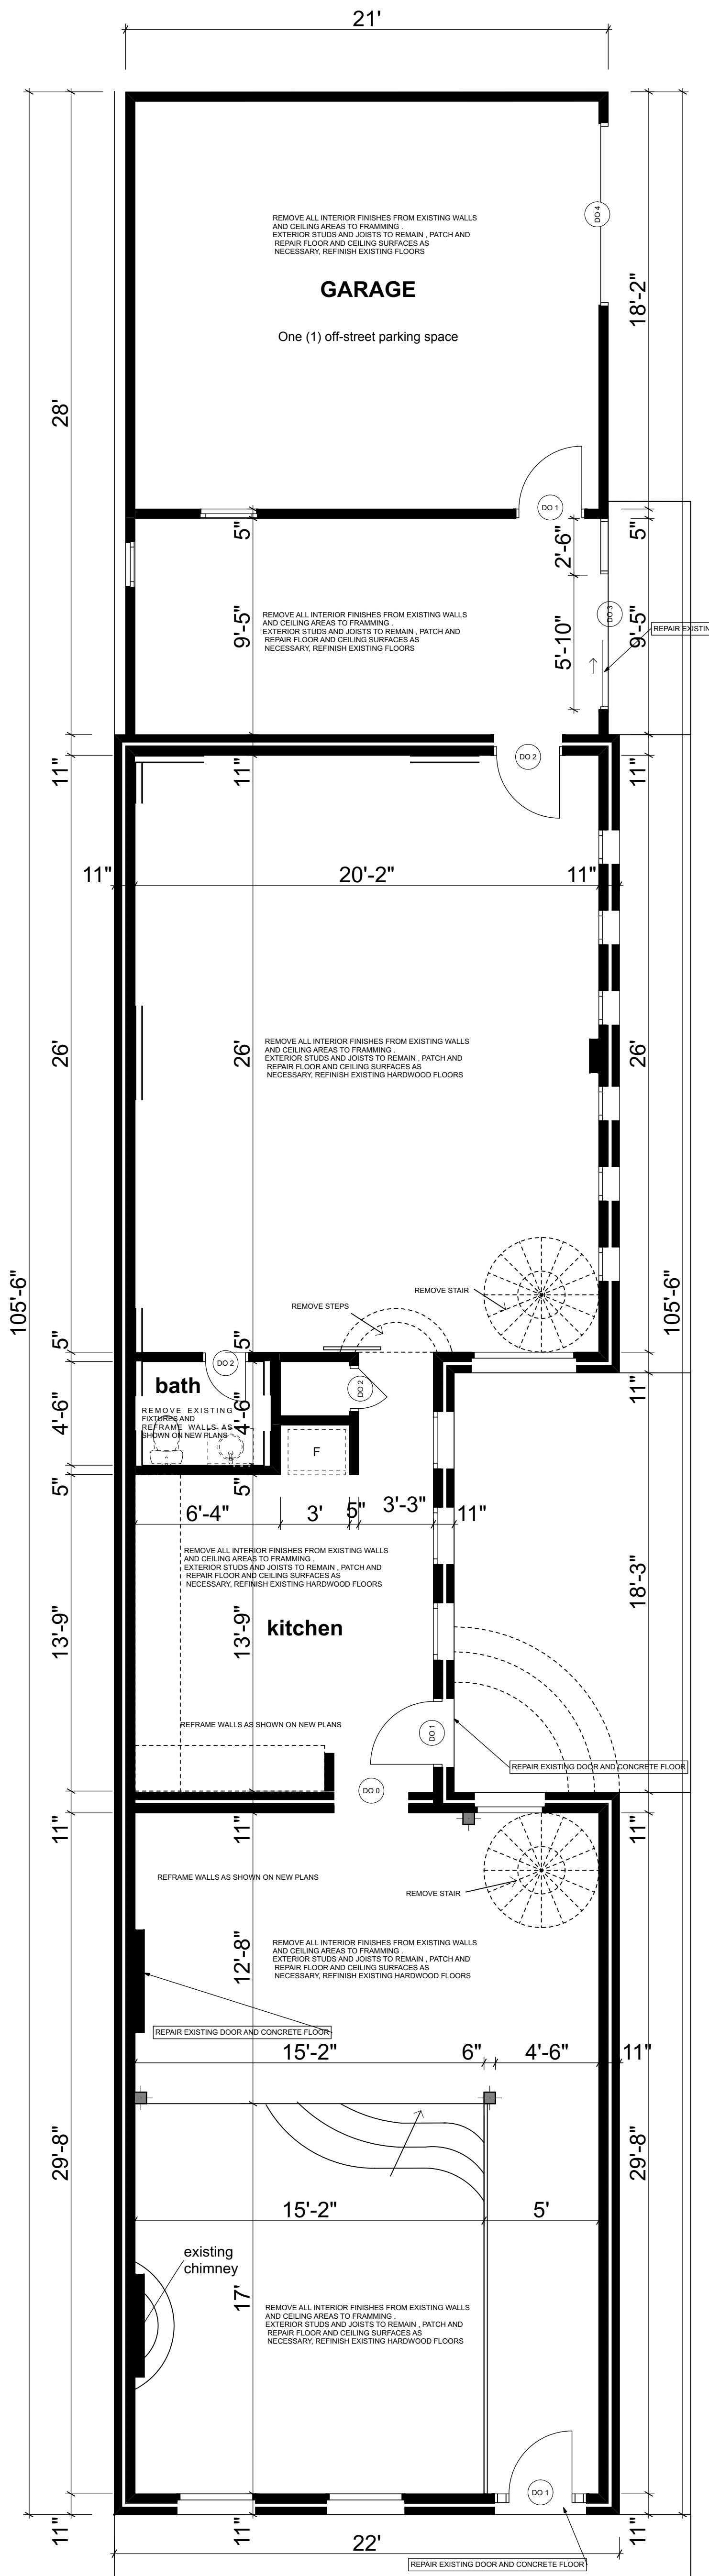 21'
REMOVE ALL INTERIOR FINISHES FROM EXISTING WALLS
AND CEILING AREAS TO FRAMMING .
EXTERIOR STUDS AND JOISTS TO REMAIN , PATCH AND
REPAIR FLOOR AND CEILING SURFACES AS
NECESSARY, REFINISH EXISTING FLOORS
DO 4
GARAGE
18'-2"
One (1) off-street parking space
28'
DO 1
5"
2'-6"
5"
REMOVE ALL INTERIOR FINISHES FROM EXISTING WALLS
AND CEILING AREAS TO FRAMMING .
EXTERIOR STUDS AND JOISTS TO REMAIN , PATCH AND
REPAIR FLOOR AND CEILING SURFACES AS
NECESSARY, REFINISH EXISTING FLOORS
9'-5"
5'-10"
DO 3
9'-5"
REPAIR EXISTIN
DO 2
11"
11"
11"
11"
20'-2"
11"
26'
26'
26'
REMOVE ALL INTERIOR FINISHES FROM EXISTING WALLS
AND CEILING AREAS TO FRAMMING .
EXTERIOR STUDS AND JOISTS TO REMAIN , PATCH AND
REPAIR FLOOR AND CEILING SURFACES AS
NECESSARY, REFINISH EXISTING HARDWOOD FLOORS
105'-6"
105'-6"
REMOVE STAIR
REMOVE STEPS
5"
5"
DO 2
DO 2
11"
bath
4'-6"
4'-6"
REMOVE EXISTING
FIXTURES AND
REFRAME WALLS AS
SHOWN ON NEW PLANS
F
5"
5"
6'-4"
3'
5"
3'-3"
11"
REMOVE ALL INTERIOR FINISHES FROM EXISTING WALLS
AND CEILING AREAS TO FRAMMING .
EXTERIOR STUDS AND JOISTS TO REMAIN , PATCH AND
REPAIR FLOOR AND CEILING SURFACES AS
NECESSARY, REFINISH EXISTING HARDWOOD FLOORS
18'-3"
13'-9"
13'-9"
kitchen
REFRAME WALLS AS SHOWN ON NEW PLANS
DO 1
REPAIR EXISTING DOOR AND CONCRETE FLOOR
DO 0
11"
11"
11"
REFRAME WALLS AS SHOWN ON NEW PLANS
REMOVE STAIR
12'-8"
REMOVE ALL INTERIOR FINISHES FROM EXISTING WALLS
AND CEILING AREAS TO FRAMMING .
EXTERIOR STUDS AND JOISTS TO REMAIN , PATCH AND
REPAIR FLOOR AND CEILING SURFACES AS
NECESSARY, REFINISH EXISTING HARDWOOD FLOORS
REPAIR EXISTING DOOR AND CONCRETE FLOOR
15'-2"
6"
4'-6"
11"
29'-8"
29'-8"
15'-2"
5'
existing
chimney
17'
REMOVE ALL INTERIOR FINISHES FROM EXISTING WALLS
AND CEILING AREAS TO FRAMMING .
EXTERIOR STUDS AND JOISTS TO REMAIN , PATCH AND
REPAIR FLOOR AND CEILING SURFACES AS
NECESSARY, REFINISH EXISTING HARDWOOD FLOORS
DO 1
11"
11"
11"
22'
REPAIR EXISTING DOOR AND CONCRETE FLOOR